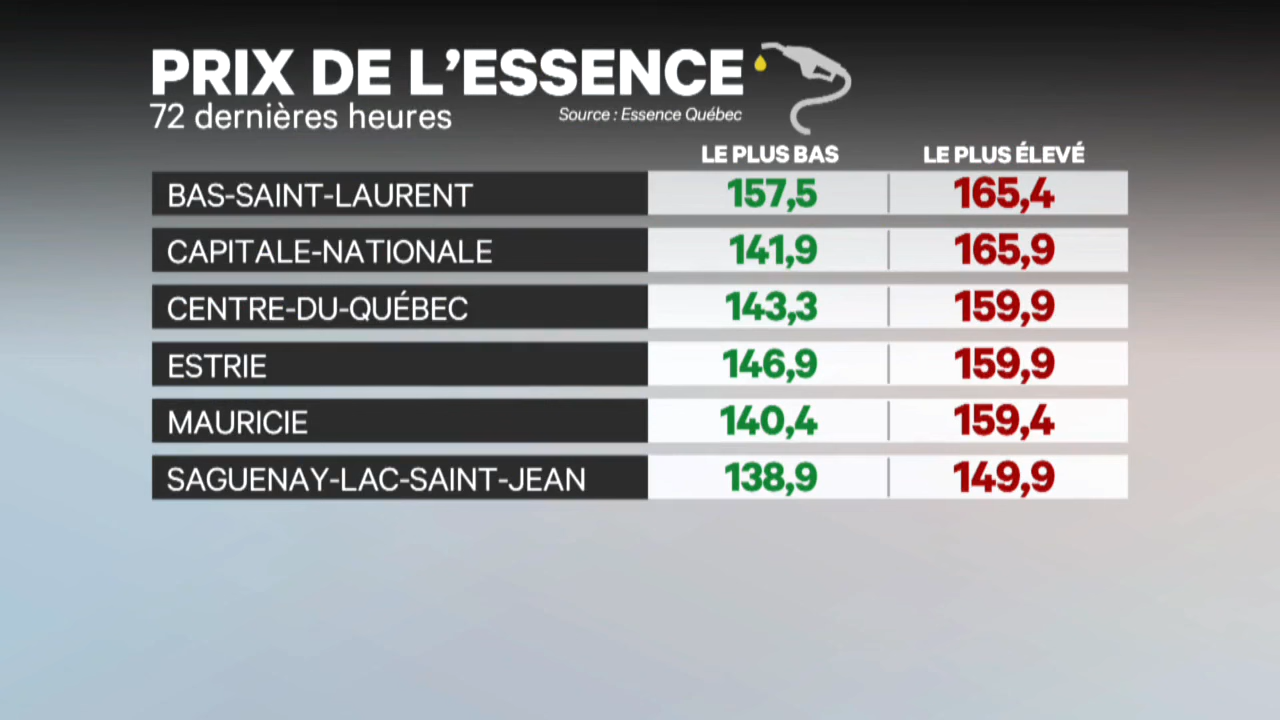 PRIX DE L'ESSENCE
72 dernières heures
Source : Essence Québec
LE PLUS BAS LE PLUS ÉLEVÉ
BAS-SAINT-LAURENT 157,5 165,4
CAPITALE-NATIONALE 141,9 165,9
CENTRE-DU-QUÉBEC 143,3 159,9
ESTRIE 146,9 159,9
MAURICIE 140,4 159,4
SAGUENAY-LAC-SAINT-JEAN 138,9 149,9